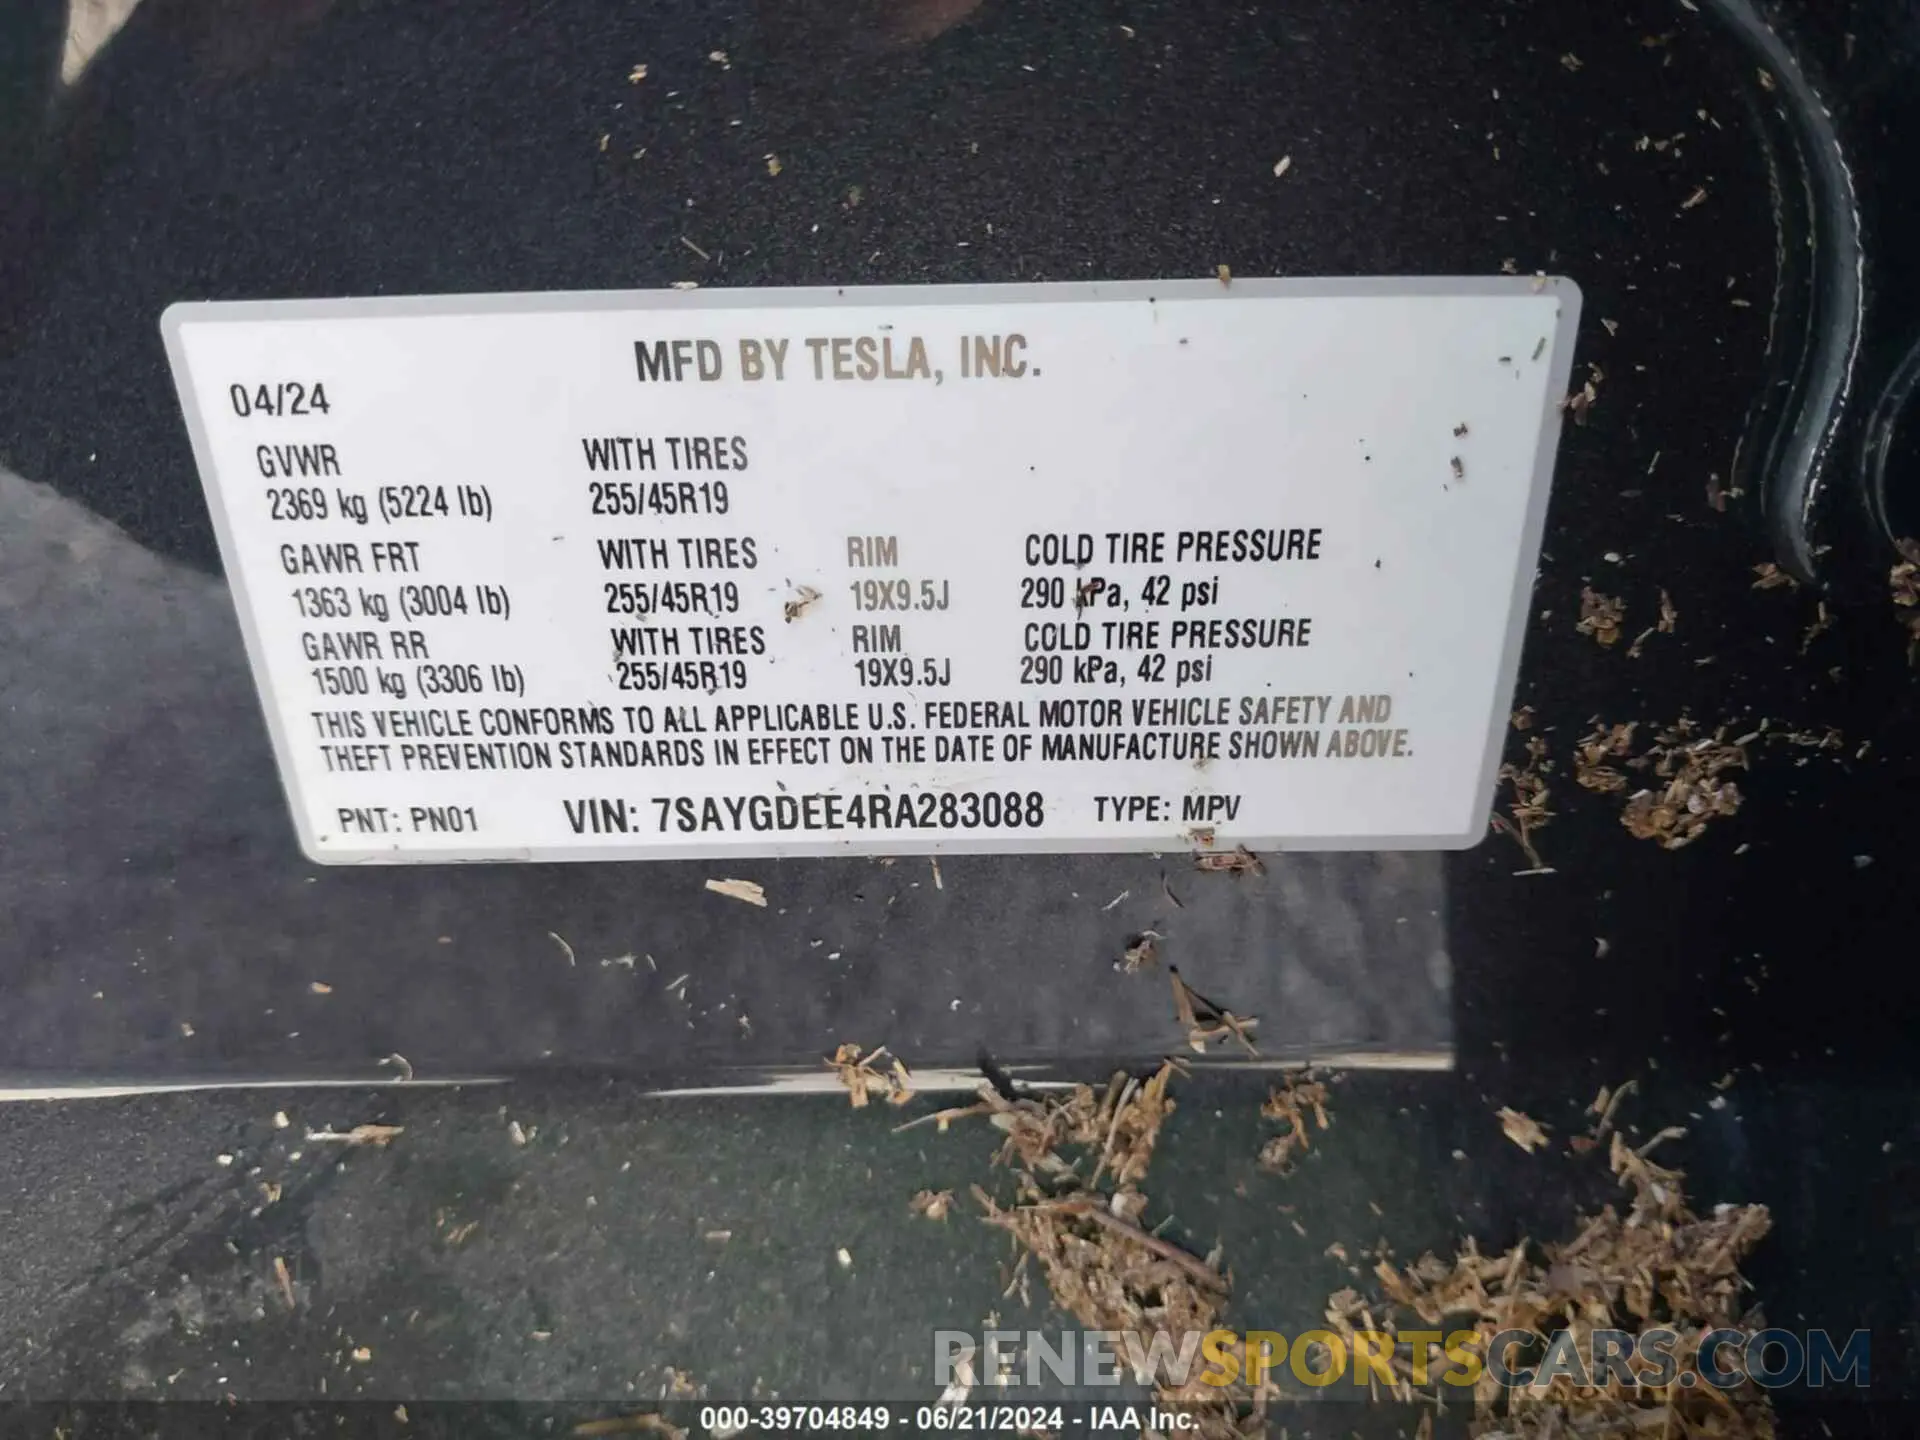 MFD BY TESLA, INC.
04/24
GVWR WITH TIRES
2369 kg (5224 lb) 255/45R19
GAWR FRT WITH TIRES RIM COLD TIRE PRESSURE
1363 kg (3004 lb) 255/45R19 19X9.5J 290 kPa, 42 psi
GAWR RR WITH TIRES RIM COLD TIRE PRESSURE
1500 kg (3306 lb) 255/45R19 19X9.5J 290 kPa, 42 psi
THIS VEHICLE CONFORMS TO ALL APPLICABLE U.S. FEDERAL MOTOR VEHICLE SAFETY AND
THEFT PREVENTION STANDARDS IN EFFECT ON THE DATE OF MANUFACTURE SHOWN ABOVE.
PNT: PN01 VIN: 7SAYGDEE4RA283088 TYPE: MPV
RENEWSPORTSCARS.COM
000-39704849 - 06/21/2024 - IAA Inc.